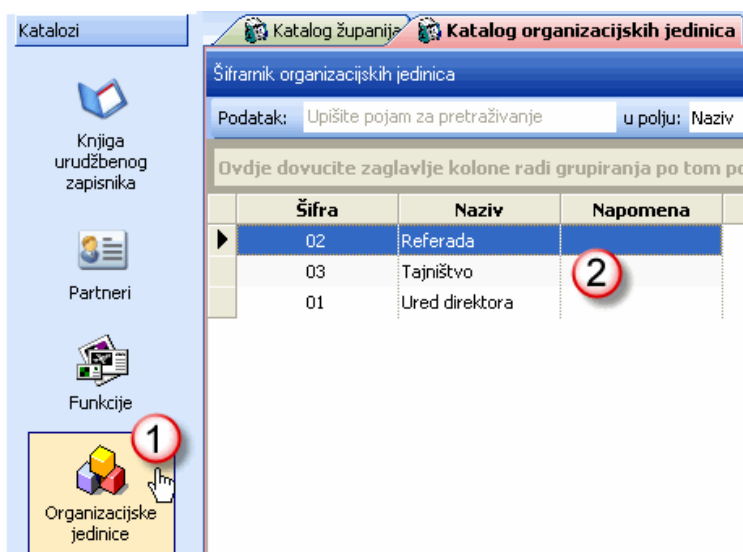 Katalozi
Knjiga
urudžbenog
zapisnika
Partneri
Funkcije
1
Organizacijske
jedinice
Katalog županija
Katalog organizacijskih jedinica
Šifrarnik organizacijskih jedinica
Podatak: Upišite pojam za pretraživanje u polju: Naziv
Ovdje dovucite zaglavlje kolone radi grupiranja po tom po
Šifra Naziv Napomena
02 Referada
03 Tajništvo
2
01 Ured direktora